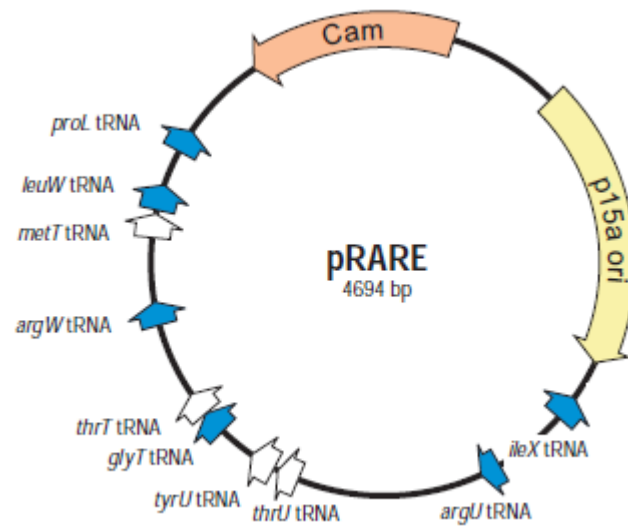 Cam
p15a ori
proL tRNA
leuW tRNA
metT tRNA
pRARE
4694 bp
argW tRNA
thrT tRNA
glyT tRNA
tyrU tRNA
thrU tRNA
argU tRNA
ileX tRNA